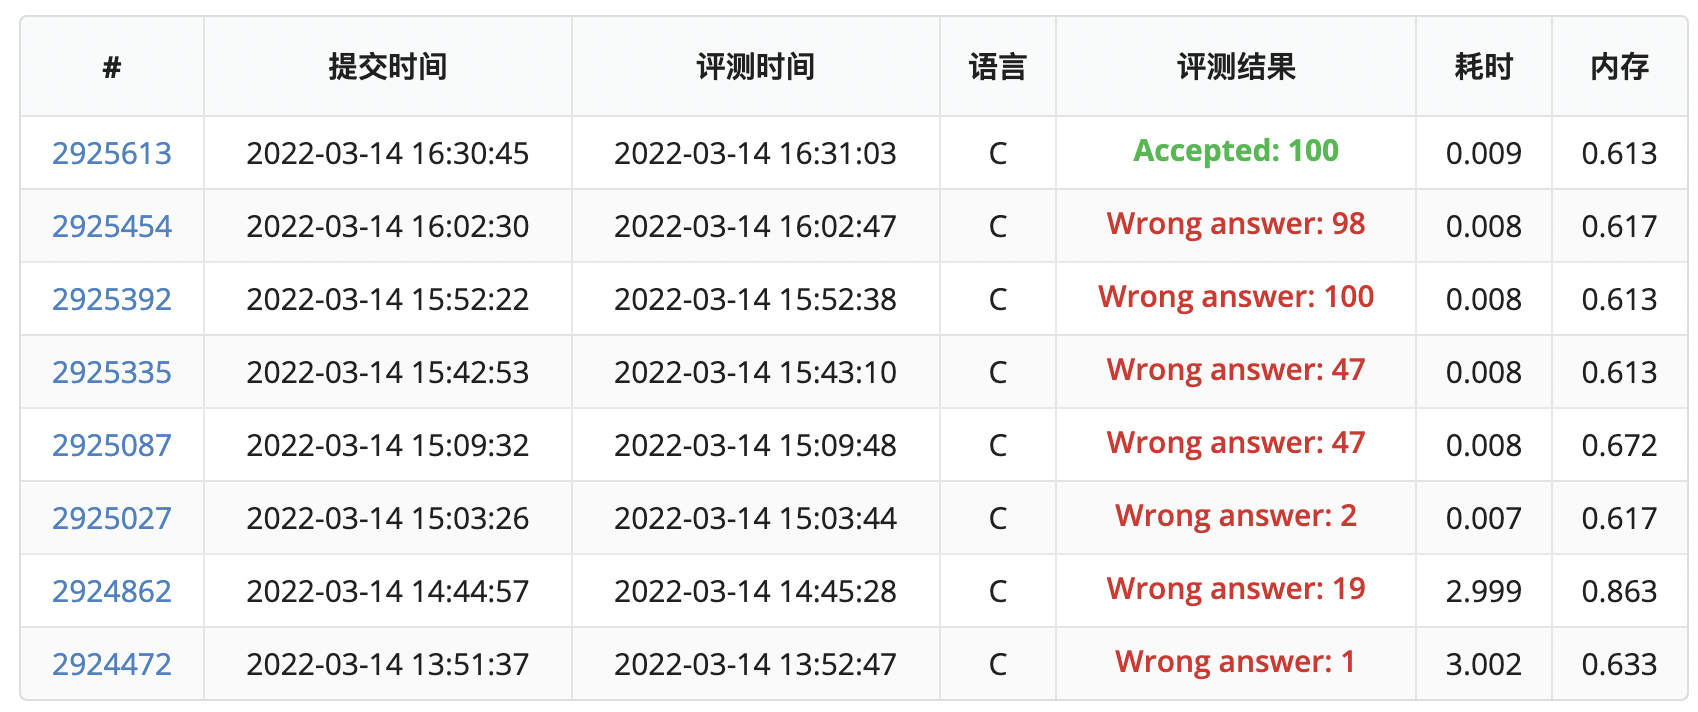 # 提交时间 评测时间 语言 评测结果 耗时 内存
2925613 2022-03-14 16:30:45 2022-03-14 16:31:03 C Accepted: 100 0.009 0.613
2925454 2022-03-14 16:02:30 2022-03-14 16:02:47 C Wrong answer: 98 0.008 0.617
2925392 2022-03-14 15:52:22 2022-03-14 15:52:38 C Wrong answer: 100 0.008 0.613
2925335 2022-03-14 15:42:53 2022-03-14 15:43:10 C Wrong answer: 47 0.008 0.613
2925087 2022-03-14 15:09:32 2022-03-14 15:09:48 C Wrong answer: 47 0.008 0.672
2925027 2022-03-14 15:03:26 2022-03-14 15:03:44 C Wrong answer: 2 0.007 0.617
2924862 2022-03-14 14:44:57 2022-03-14 14:45:28 C Wrong answer: 19 2.999 0.863
2924472 2022-03-14 13:51:37 2022-03-14 13:52:47 C Wrong answer: 1 3.002 0.633